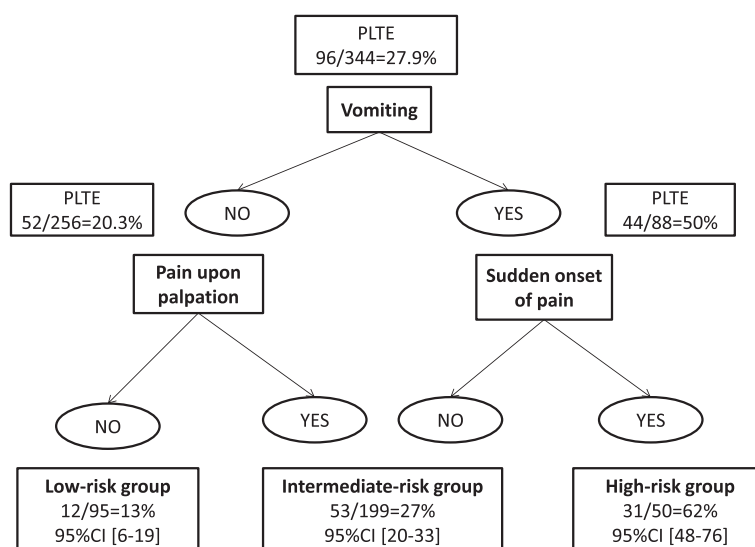 PLTE
96/344=27.9%
Vomiting
PLTE
52/256=20.3%
NO
YES
PLTE
44/88=50%
Pain upon
palpation
Sudden onset
of pain
NO
YES
NO
YES
Low-risk group
12/95=13%
95%CI [6-19]
Intermediate-risk group
53/199=27%
95%CI [20-33]
High-risk group
31/50=62%
95%CI [48-76]